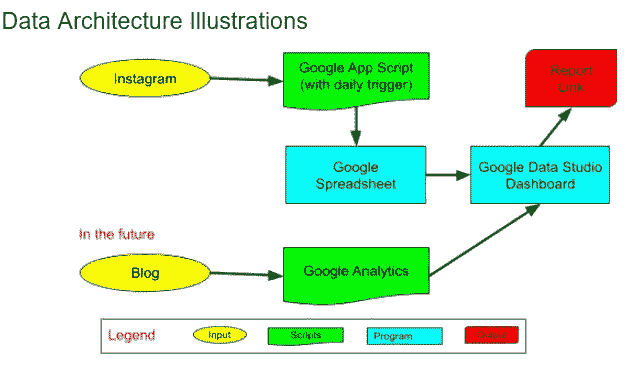 Data Architecture Illustrations
Instagram
Google App Script
(with daily trigger)
Report
Link
Google
Spreadsheet
Google Data Studio
Dashboard
In the future
Blog
Google Analytics
Legend
Input
Scripts
Program